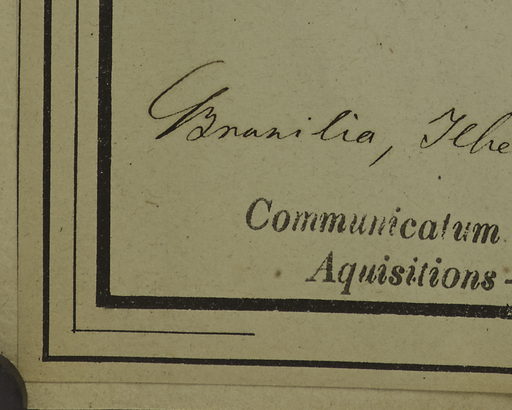 Brasilia, Ilhe
Communicatum
Aquisitions -